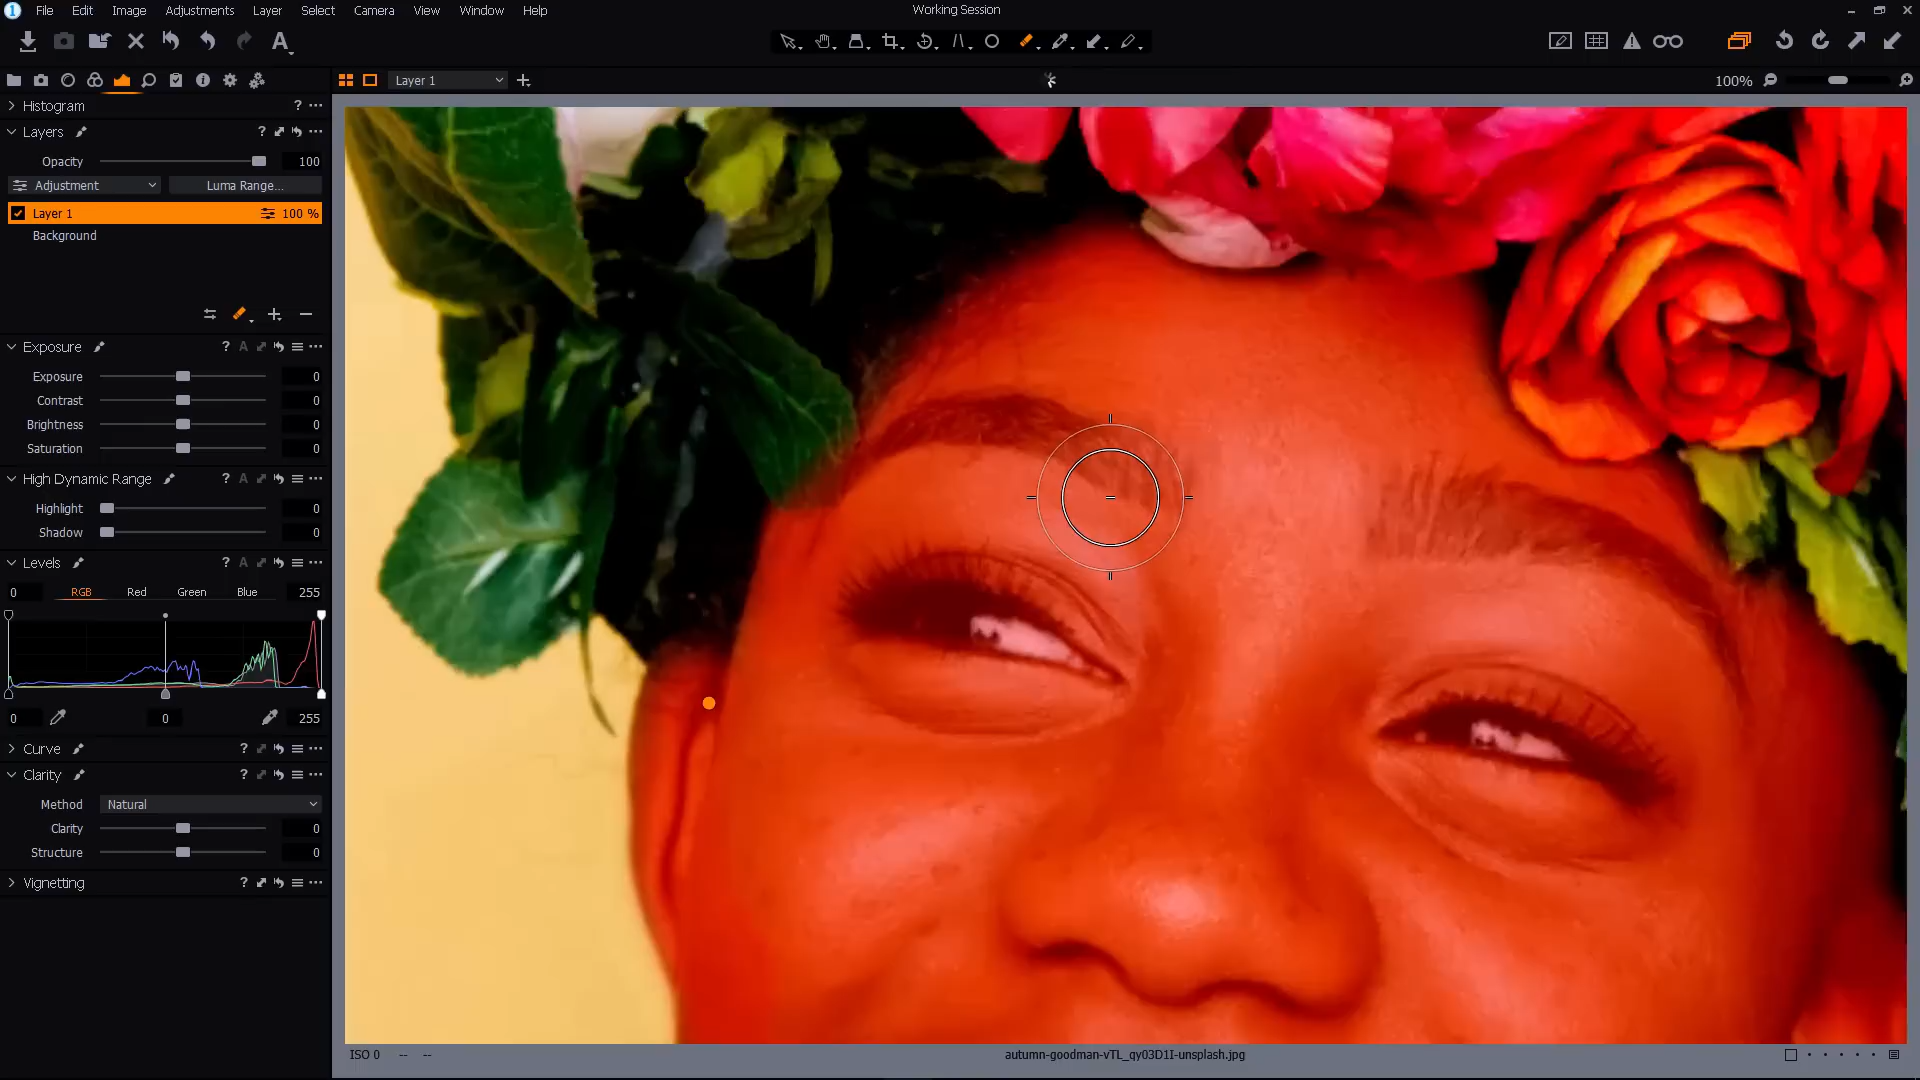 1 File Edit Image Adjustments Layer Select Camera View Window Help
Working Session
A
Layer 1
100%
Histogram ?
Layers ?
Opacity 100
Adjustment Luma Range...
Layer 1 100 %
Background
Exposure ? A
Exposure 0
Contrast 0
Brightness 0
Saturation 0
High Dynamic Range ? A
Highlight 0
Shadow 0
Levels ? A
0 RGB Red Green Blue 255
0 0 255
Curve ?
Clarity ?
Method Natural
Clarity 0
Structure 0
Vignetting ?
ISO 0 -- --
autumn-goodman-vTL_qy03D1I-unsplash.jpg